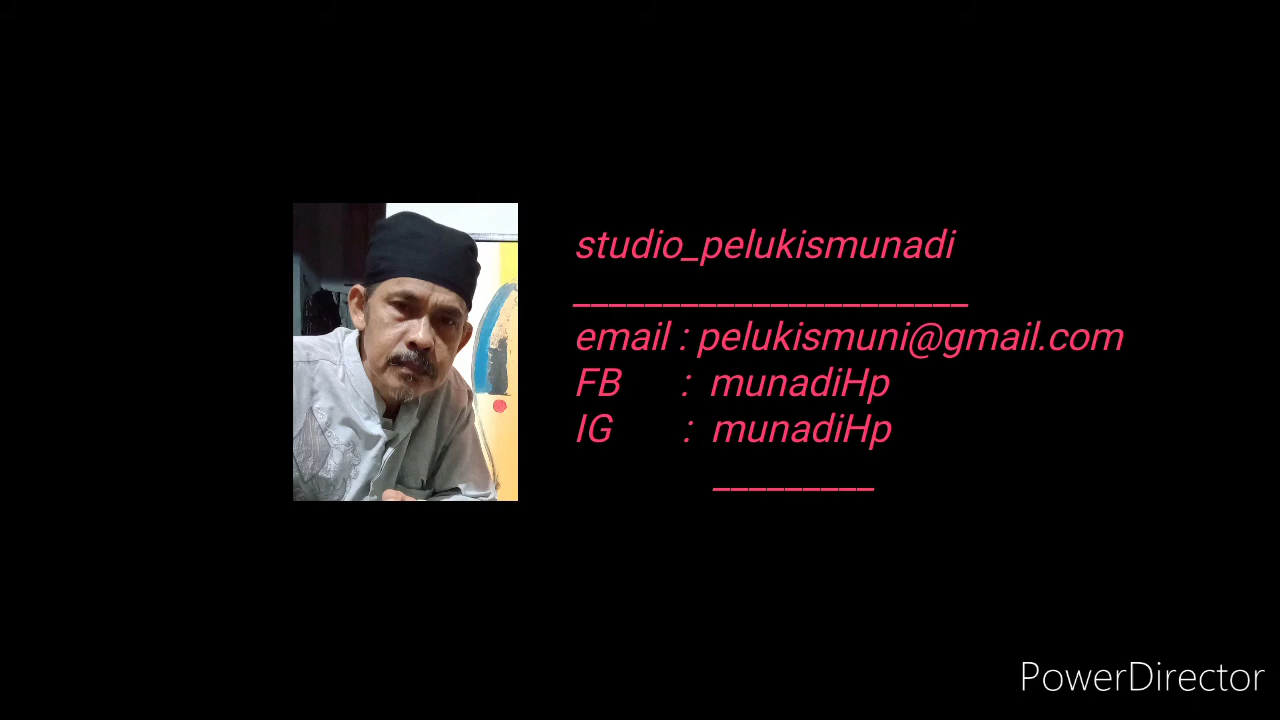 studio_pelukismunadi
______________________
email : pelukismuni@gmail.com
FB : munadiHp
IG : munadiHp
_________
PowerDirector